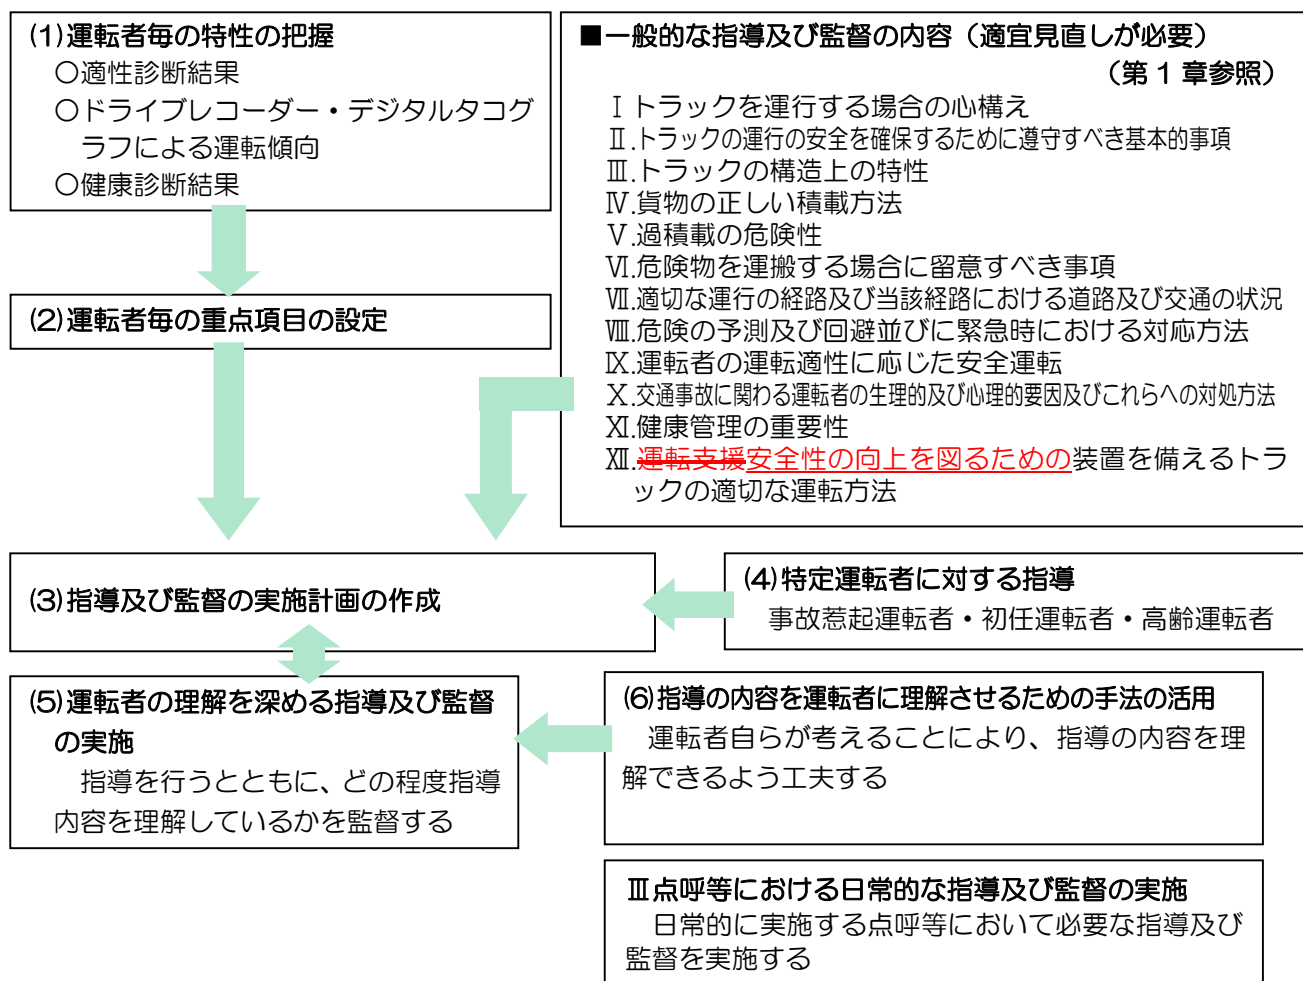 (1)運転者毎の特性の把握
○適性診断結果
○ドライブレコーダー・デジタルタコグ
ラフによる運転傾向
○健康診断結果
(2)運転者毎の重点項目の設定
■一般的な指導及び監督の内容（適宜見直しが必要）
（第１章参照）
Ⅰトラックを運行する場合の心構え
Ⅱ.トラックの運行の安全を確保するために遵守すべき基本的事項
Ⅲ.トラックの構造上の特性
Ⅳ.貨物の正しい積載方法
Ⅴ.過積載の危険性
Ⅵ.危険物を運搬する場合に留意すべき事項
Ⅶ.適切な運行の経路及び当該経路における道路及び交通の状況
Ⅷ.危険の予測及び回避並びに緊急時における対応方法
Ⅸ.運転者の運転適性に応じた安全運転
Ⅹ.交通事故に関わる運転者の生理的及び心理的要因及びこれらへの対処方法
Ⅺ.健康管理の重要性
Ⅻ.運転支援安全性の向上を図るための装置を備えるトラ
ックの適切な運転方法
(3)指導及び監督の実施計画の作成
(4)特定運転者に対する指導
事故惹起運転者・初任運転者・高齢運転者
(5)運転者の理解を深める指導及び監督
の実施
指導を行うとともに、どの程度指導
内容を理解しているかを監督する
(6)指導の内容を運転者に理解させるための手法の活用
運転者自らが考えることにより、指導の内容を理
解できるよう工夫する
Ⅲ点呼等における日常的な指導及び監督の実施
日常的に実施する点呼等において必要な指導及び
監督を実施する